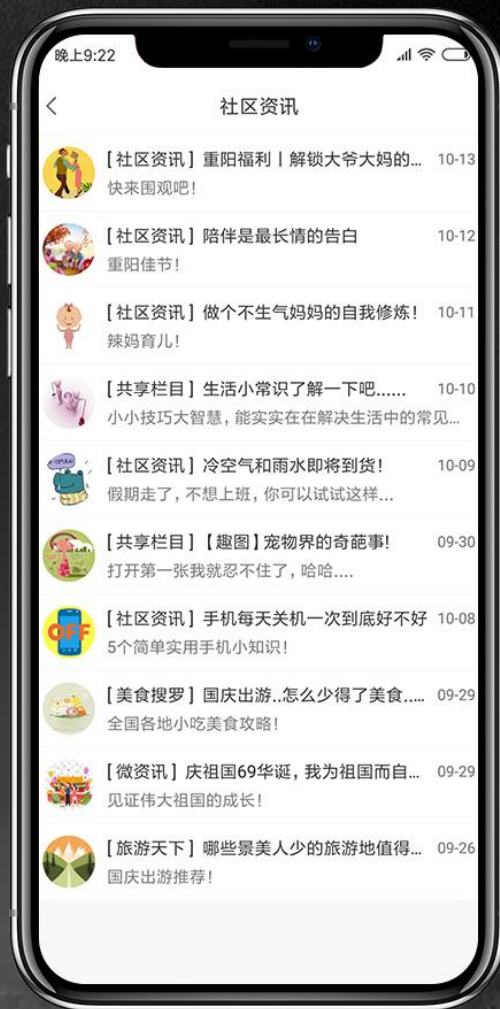 晚上9:22
社区资讯
[社区资讯] 重阳福利丨解锁大爷大妈的... 10-13
快来围观吧!
[社区资讯] 陪伴是最长情的告白 10-12
重阳佳节!
[社区资讯] 做个不生气妈妈的自我修炼! 10-11
辣妈育儿!
[共享栏目] 生活小常识了解一下吧...... 10-10
小小技巧大智慧, 能实实在在解决生活中的常见...
[社区资讯] 冷空气和雨水即将到货! 10-09
假期走了, 不想上班, 你可以试试这样...
[共享栏目] 【趣图】宠物界的奇葩事! 09-30
打开第一张我就忍不住了, 哈哈....
[社区资讯] 手机每天关机一次到底好不好 10-08
OFF
5个简单实用手机小知识!
[美食搜罗] 国庆出游..怎么少得了美食..... 09-29
全国各地小吃美食攻略!
[微资讯] 庆祖国69华诞, 我为祖国而自... 09-29
见证伟大祖国的成长!
[旅游天下] 哪些景美人少的旅游地值得... 09-26
国庆出游推荐!